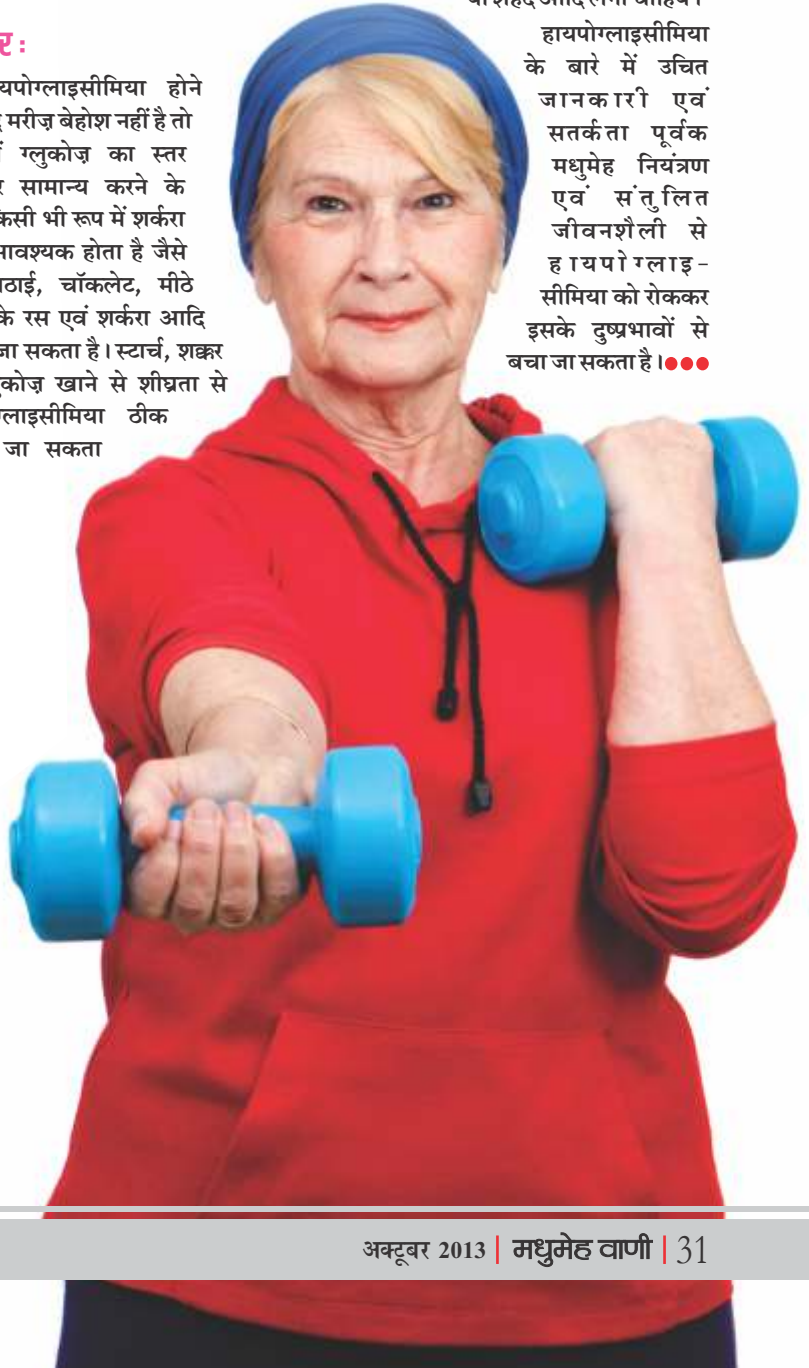 र :
यपोग्लाइसीमिया होने
मरीज़ बेहोश नहीं है तो
ग्लुकोज़ का स्तर
सामान्य करने के
किसी भी रूप में शर्करा
आवश्यक होता है जैसे
चॉकलेट, मीठे
के रस एवं शर्करा आदि
जा सकता है। स्टार्च, शक्कर
खाने से शीघ्रता से
ग्लाइसीमिया ठीक
जा सकता
हायपोग्लाइसीमिया
के बारे में उचित
जानकारी एवं
सतर्कता पूर्वक
मधुमेह नियंत्रण
एवं संतुलित
जीवनशैली से
हायपोग्लाइ-
सीमिया को रोककर
इसके दुष्प्रभावों से
बचा जा सकता है।●●●
अक्टूबर 2013 | मधुमेह वाणी | 31